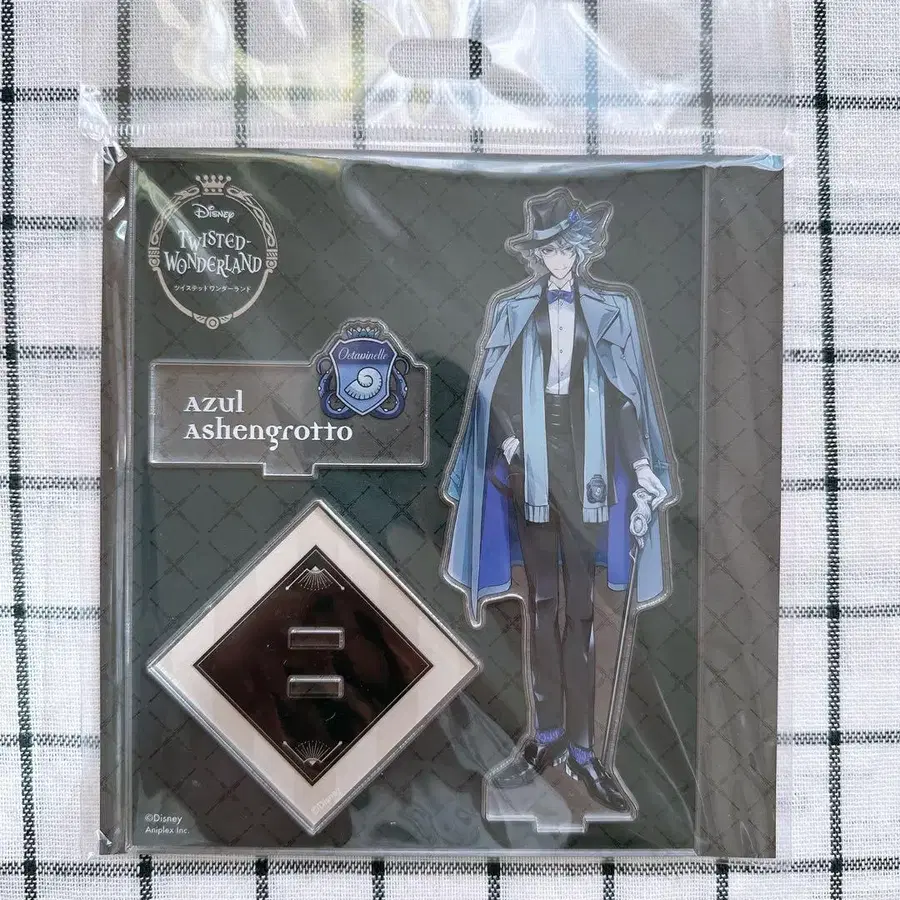 Disney
TWISTED-
WONDERLAND
ツイステッドワンダーランド
Octavinelle
Azul
Ashengrotto
©Disney
©Disney
Aniplex Inc.